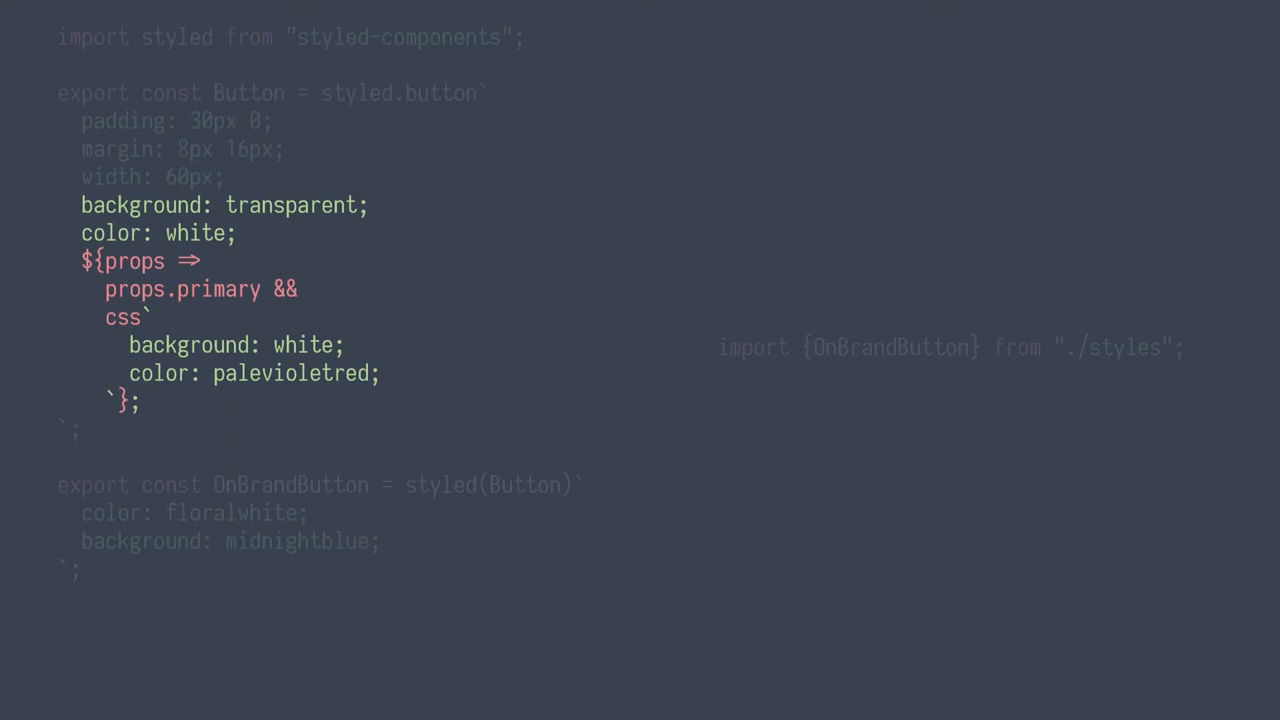 import styled from "styled-components";
export const Button = styled.button`
  padding: 30px 0;
  margin: 8px 16px;
  width: 60px;
  background: transparent;
  color: white;
  ${props =>
    props.primary &&
    css`
      background: white;
      color: palevioletred;
    `};
`;
export const OnBrandButton = styled(Button)`
  color: floralwhite;
  background: midnightblue;
`;
import {OnBrandButton} from "./styles";